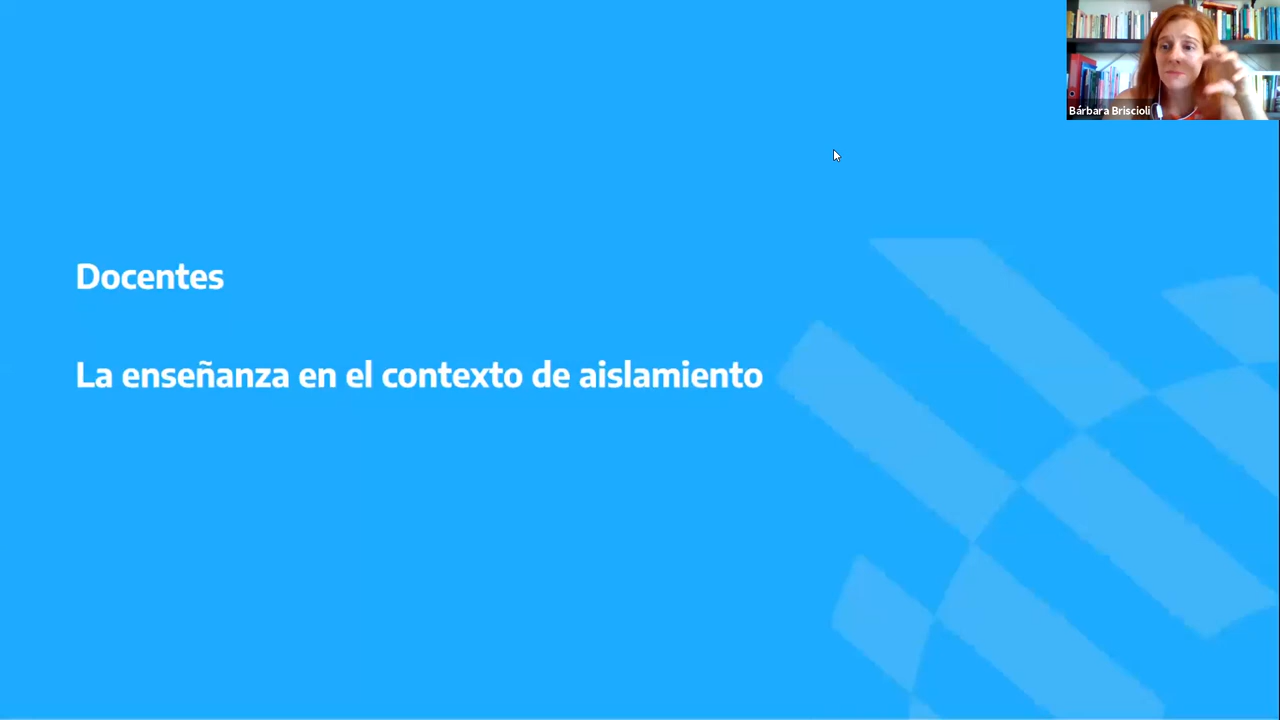 Bárbara Briscioli
Docentes
La enseñanza en el contexto de aislamiento